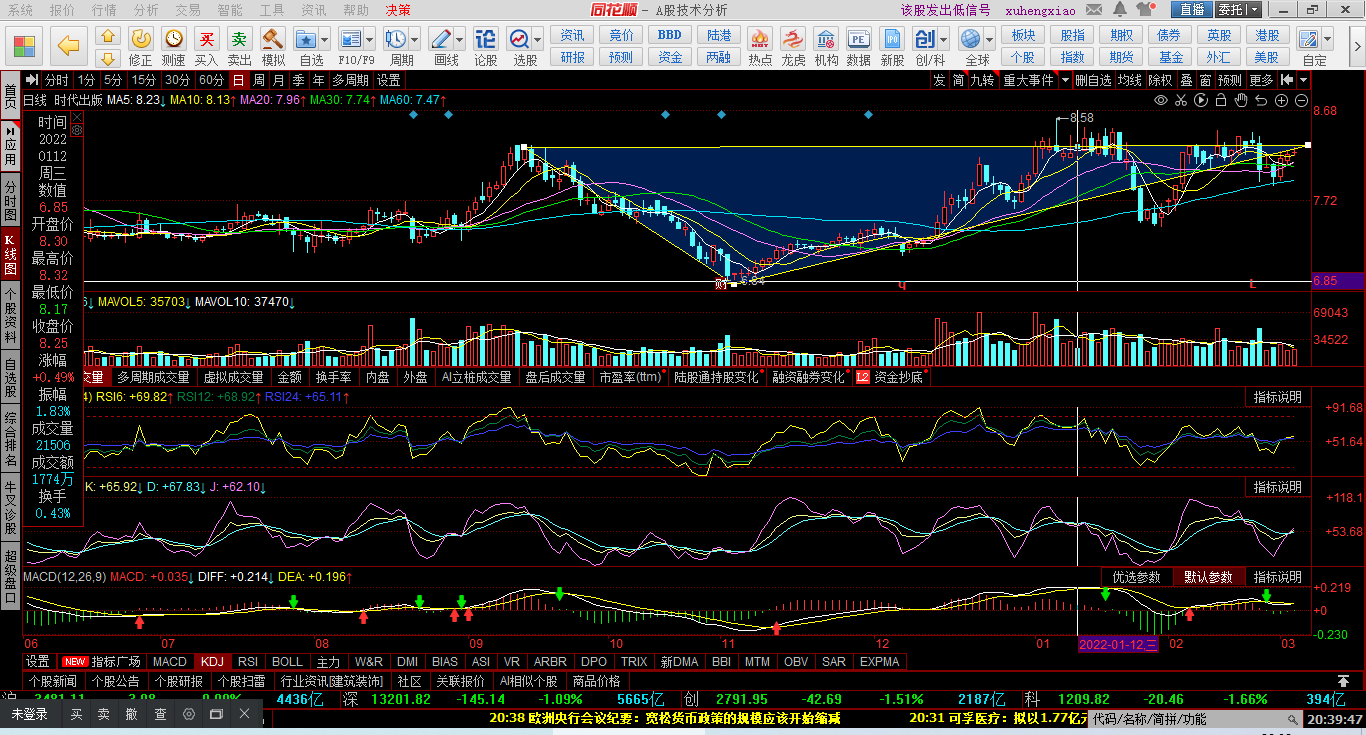 系统 报价 行情 分析 交易 智能 工具 资讯 帮助 决策 同花顺 - A股技术分析 该股发出低信号 xuhengxiao 直播 委托
修正 测速 买入 卖出 模拟 自选 F10/F9 周期 画线 论股 选股 资讯 竞价 BBD 陆港 热点 龙虎 机构 数据 新股 创/科 全球 板块 股指 期权 债券 英股 港股 自定
研报 预测 资金 两融 个股 指数 期货 基金 外汇 美股
分时 1分 5分 15分 30分 60分 日 周 月 季 年 多周期 设置 发 简 九转 重大事件 删自选 均线 除权 叠 窗 预测 更多
日线 时代出版 MA5: 8.23↓ MA10: 8.13↑ MA20: 7.96↑ MA30: 7.74↑ MA60: 7.47↑
首页
应用
分时图
K线图
个股资料
自选股
综合排名
牛叉诊股
超级盘口
时间
2022
0112
周三
数值
6.85
开盘价
8.30
最高价
8.32
最低价
8.17
收盘价
8.25
涨幅
+0.49%
振幅
1.83%
成交量
21506
成交额
1774万
换手
0.43%
8.58
8.68
7.72
6.85
6.84
财
MAVOL5: 35703↓ MAVOL10: 37470↓
69043
34522
交量 多周期成交量 虚拟成交量 金额 换手率 内盘 外盘 AI立桩成交量 盘后成交量 市盈率(ttm) 陆股通持股变化 融资融券变化 L2 资金抄底
4) RSI6: +69.82↑ RSI12: +68.92↑ RSI24: +65.11↑ 指标说明
+91.68
+51.64
K: +65.92↓ D: +67.83↓ J: +62.10↓ 指标说明
+118.1
+53.68
MACD(12,26,9) MACD: +0.035↓ DIFF: +0.214↓ DEA: +0.196↑ 优选参数 默认参数 指标说明
+0.219
+0
-0.230
06 07 08 09 10 11 12 01 2022-01-12,三 02 03
设置 NEW 指标广场 MACD KDJ RSI BOLL 主力 W&R DMI BIAS ASI VR ARBR DPO TRIX 新DMA BBI MTM OBV SAR EXPMA
个股新闻 个股公告 个股研报 个股扫雷 行业资讯[建筑装饰] 社区 关联报价 AI相似个股 商品价格
沪 3481.11 4436亿 深 13201.82 -145.14 -1.09% 5665亿 创 2791.95 -42.69 -1.51% 2187亿 科 1209.82 -20.46 -1.66% 394亿
未登录 买 卖 撤 查 20:38 欧洲央行会议纪要：宽松货币政策的规模应该开始缩减 20:31 可孚医疗：拟以1.77亿元 代码/名称/简拼/功能 20:39:47